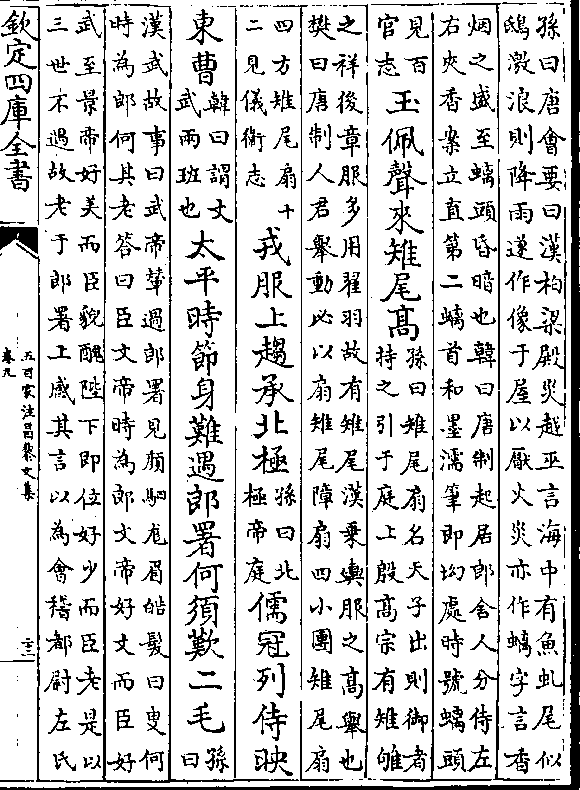 孫曰唐會要曰漢柏梁殿災越巫言海中有魚虬尾似
鴟激浪則降雨遂作像于屋以厭火災亦作螭字言香
烟之盛至螭頭昏暗也韓曰唐制起居郎舍人分侍左
右夾香案立直第二螭首和墨濡筆即坳處時號螭頭
見百官志玉佩聲來雉尾高孫曰雉尾扇名天子出則御者持之引于庭上殷高宗有雉雊
之祥後章服多用翟羽故有雉尾漢乗輿服之高舉也
樊曰唐制人君舉動必以扇雉尾障扇四小團雉尾扇
四方雉尾扇十二見儀衛志戎服上趨承北極孫曰北極帝庭儒冠列侍映
東曹韓曰謂文武兩班也太平時節身難遇郎署何須歎二毛孫曰
漢武故事曰武帝輦過郎署見顔駟尨眉皓髮曰叟何
時為郎何其老答曰臣文帝時為郎文帝好文而臣好
武至景帝好美而臣貌醜陛下即位好少而臣老是以
三世不遇故老于郎署上感其言以為會稽都尉左氏
欽定四庫全書
五百家注昌黎文集
卷九